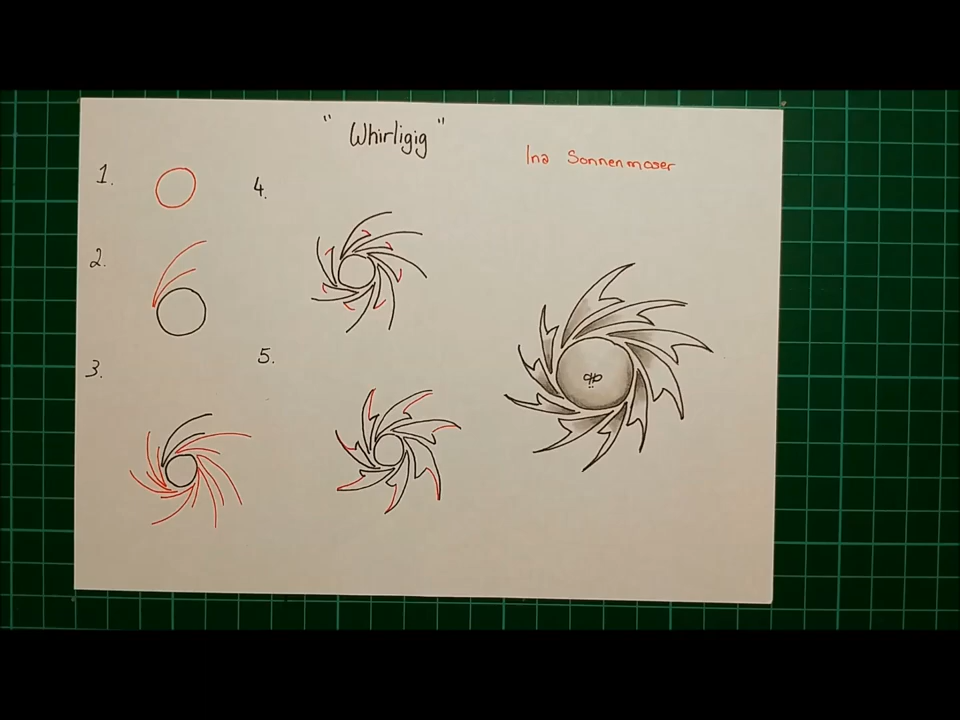 " Whirligig "
Ina Sonnenmoser
1.
4.
2.
3.
5.